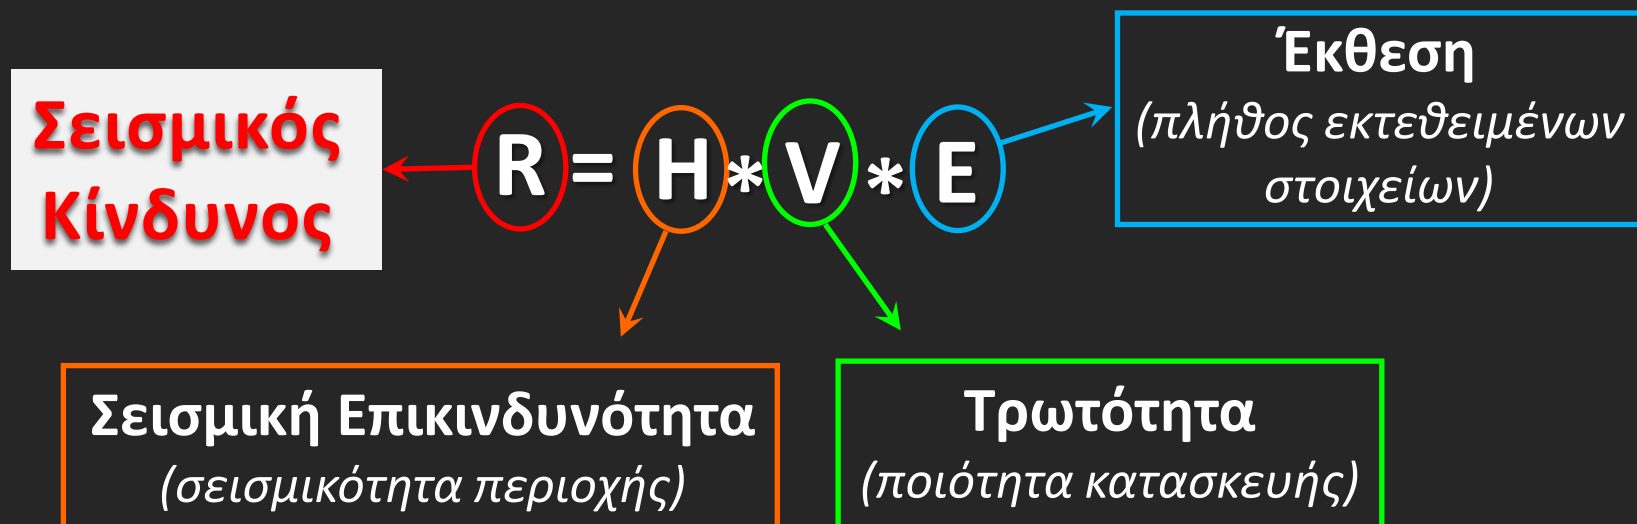 Σεισμικός
Κίνδυνος
R = H * V * E
Έκθεση
(πλήθος εκτεθειμένων
στοιχείων)
Σεισμική Επικινδυνότητα
(σεισμικότητα περιοχής)
Τρωτότητα
(ποιότητα κατασκευής)